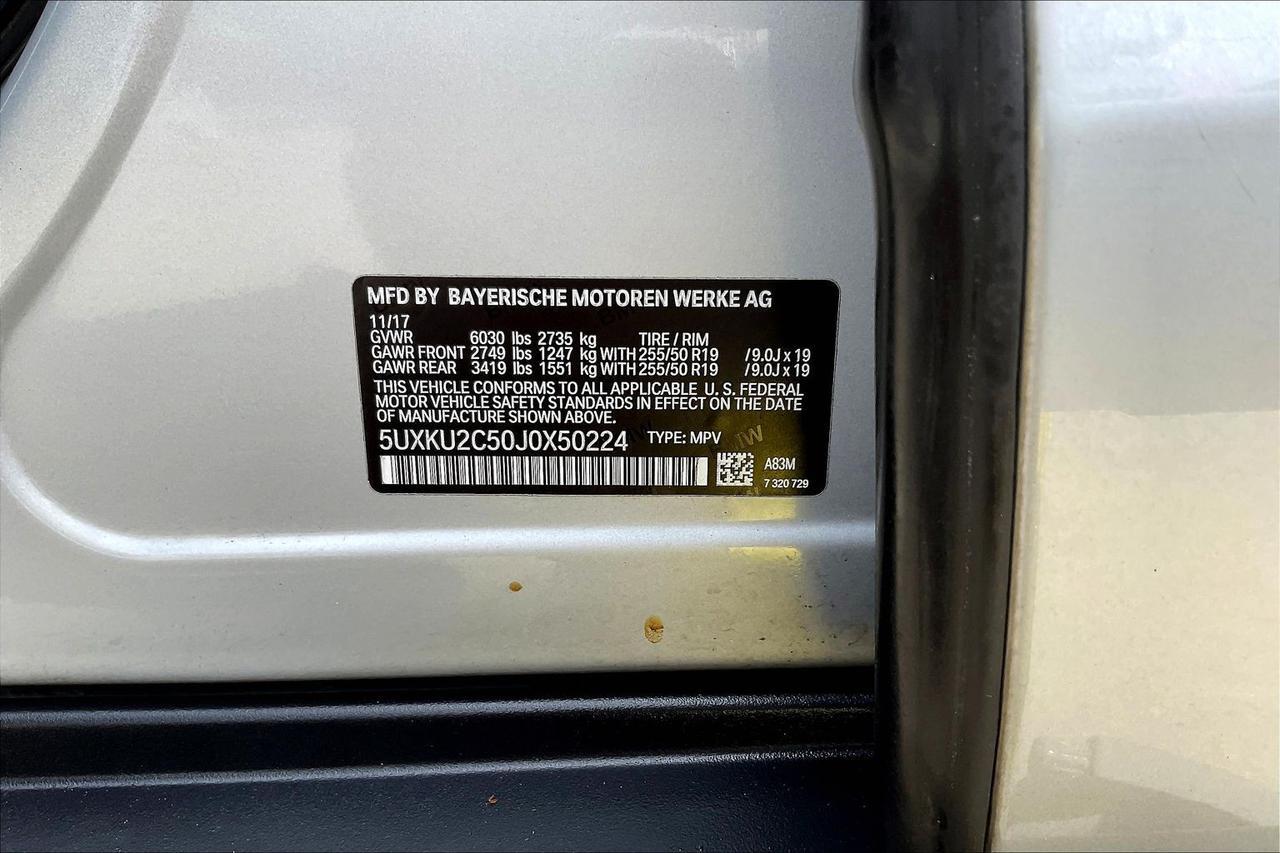 MFD BY BAYERISCHE MOTOREN WERKE AG
11/17
GVWR 6030 lbs 2735 kg TIRE / RIM
GAWR FRONT 2749 lbs 1247 kg WITH 255/50 R19 /9.0J x 19
GAWR REAR 3419 lbs 1551 kg WITH 255/50 R19 /9.0J x 19
THIS VEHICLE CONFORMS TO ALL APPLICABLE U. S. FEDERAL
MOTOR VEHICLE SAFETY STANDARDS IN EFFECT ON THE DATE
OF MANUFACTURE SHOWN ABOVE.
5UXKU2C50J0X50224 TYPE: MPV
A83M
7 320 729